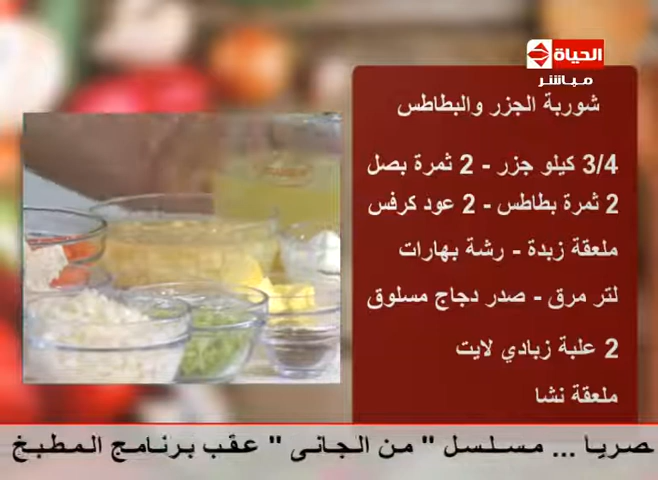 الحياة
مباشر
شوربة الجزر والبطاطس
3/4 كيلو جزر - 2 ثمرة بصل
2 ثمرة بطاطس - 2 عود كرفس
ملعقة زبدة - رشة بهارات
لتر مرق - صدر دجاج مسلوق
2 علبة زبادي لايت
ملعقة نشا
صريا ... مسلسل " من الجانى " عقب برنامج المطبخ